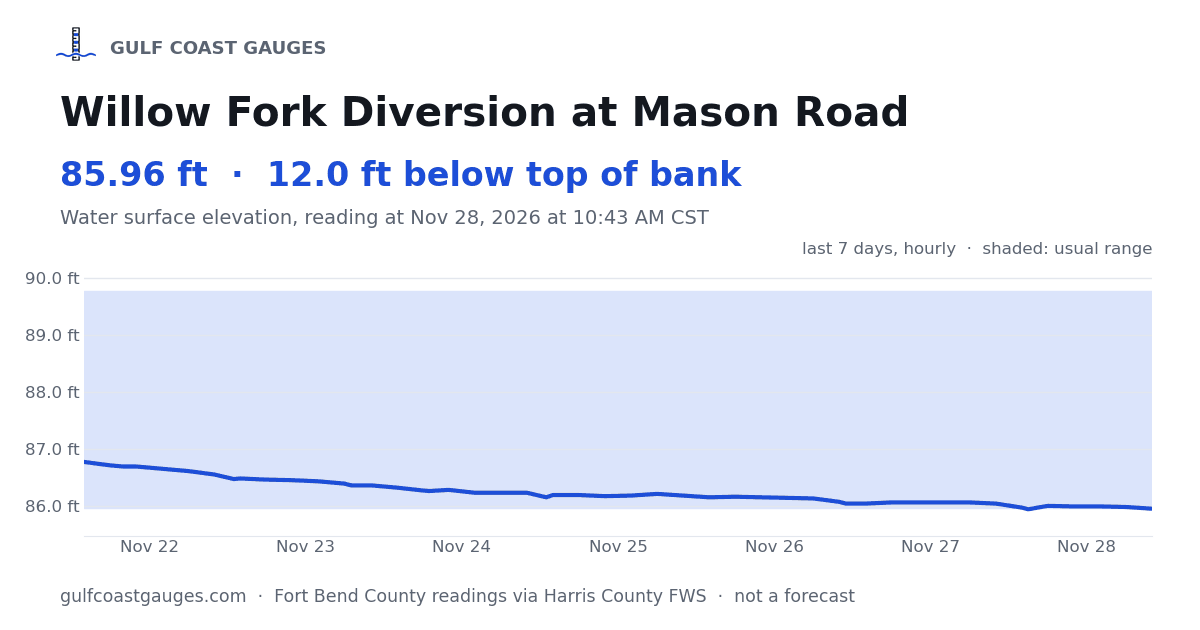 GULF COAST GAUGES
Willow Fork Diversion at Mason Road
85.96 ft · 12.0 ft below top of bank
Water surface elevation, reading at Nov 28, 2026 at 10:43 AM CST
last 7 days, hourly · shaded: usual range
90.0 ft
89.0 ft
88.0 ft
87.0 ft
86.0 ft
Nov 22 Nov 23 Nov 24 Nov 25 Nov 26 Nov 27 Nov 28
gulfcoastgauges.com · Fort Bend County readings via Harris County FWS · not a forecast